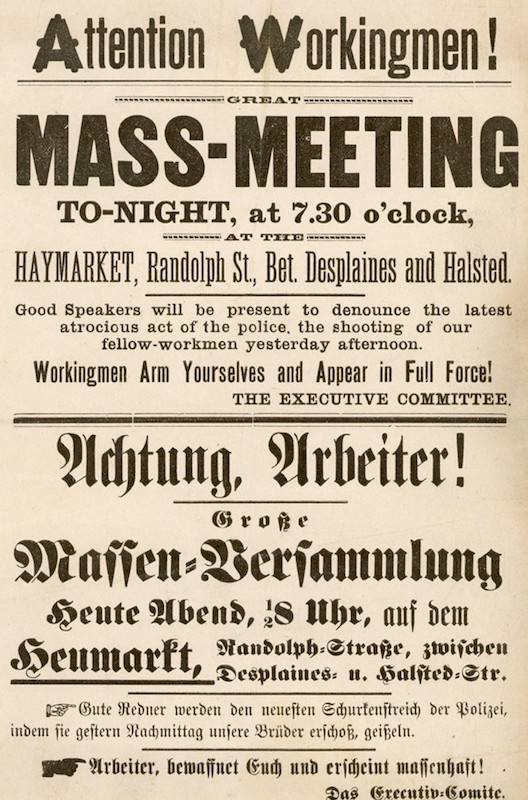 Attention Workingmen!
GREAT
MASS-MEETING
TO-NIGHT, at 7.30 o'clock,
AT THE
HAYMARKET, Randolph St., Bet. Desplaines and Halsted.
Good Speakers will be present to denounce the latest
atrocious act of the police, the shooting of our
fellow-workmen yesterday afternoon.
Workingmen Arm Yourselves and Appear in Full Force!
THE EXECUTIVE COMMITTEE.
Achtung, Arbeiter!
Große
Massen-Versammlung
Heute Abend, ½8 Uhr, auf dem
Heumarkt, Randolph-Straße, zwischen
Desplaines- u. Halsted-Str.
☞ Gute Redner werden den neuesten Schurkenstreich der Polizei,
indem sie gestern Nachmittag unsere Brüder erschoß, geißeln.
☛ Arbeiter, bewaffnet Euch und erscheint massenhaft!
Das Executiv-Comite.